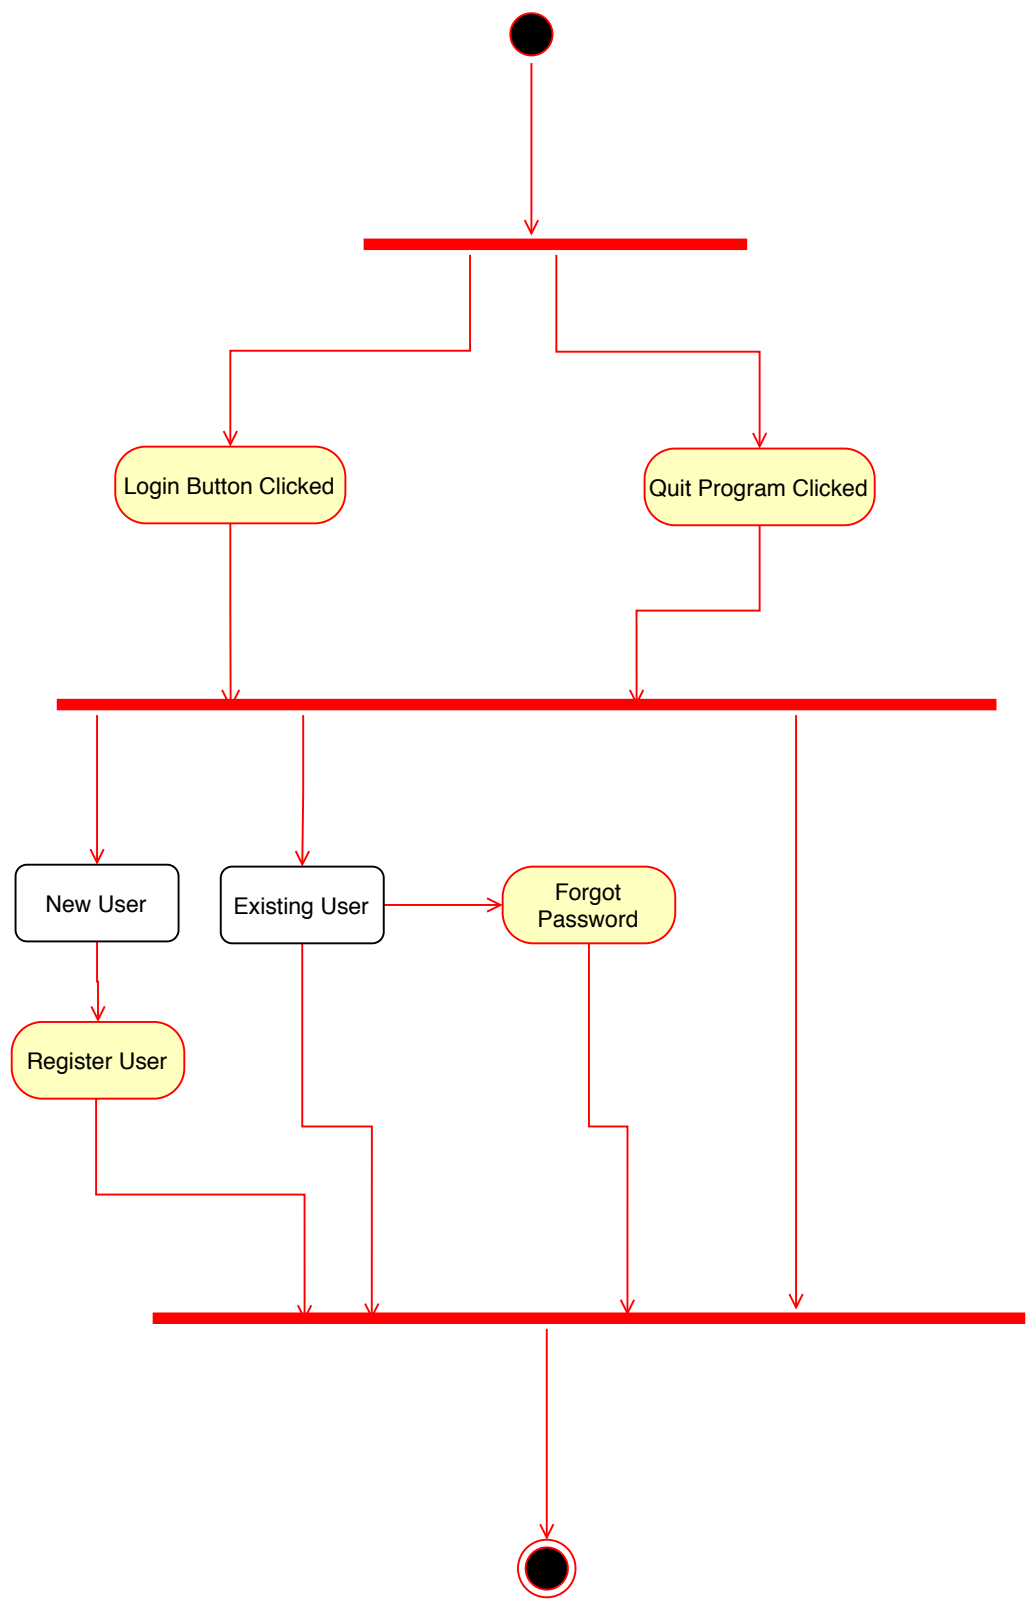 Login Button Clicked
Quit Program Clicked
New User
Existing User
Forgot
Password
Register User